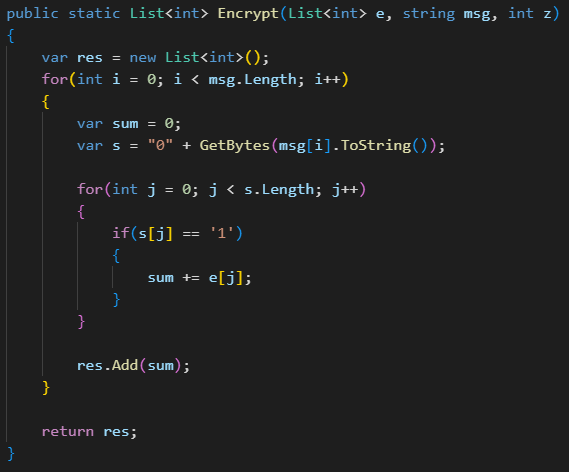 public static List<int> Encrypt(List<int> e, string msg, int z)
{
    var res = new List<int>();
    for(int i = 0; i < msg.Length; i++)
    {
        var sum = 0;
        var s = "0" + GetBytes(msg[i].ToString());

        for(int j = 0; j < s.Length; j++)
        {
            if(s[j] == '1')
            {
                sum += e[j];
            }
        }

        res.Add(sum);
    }

    return res;
}